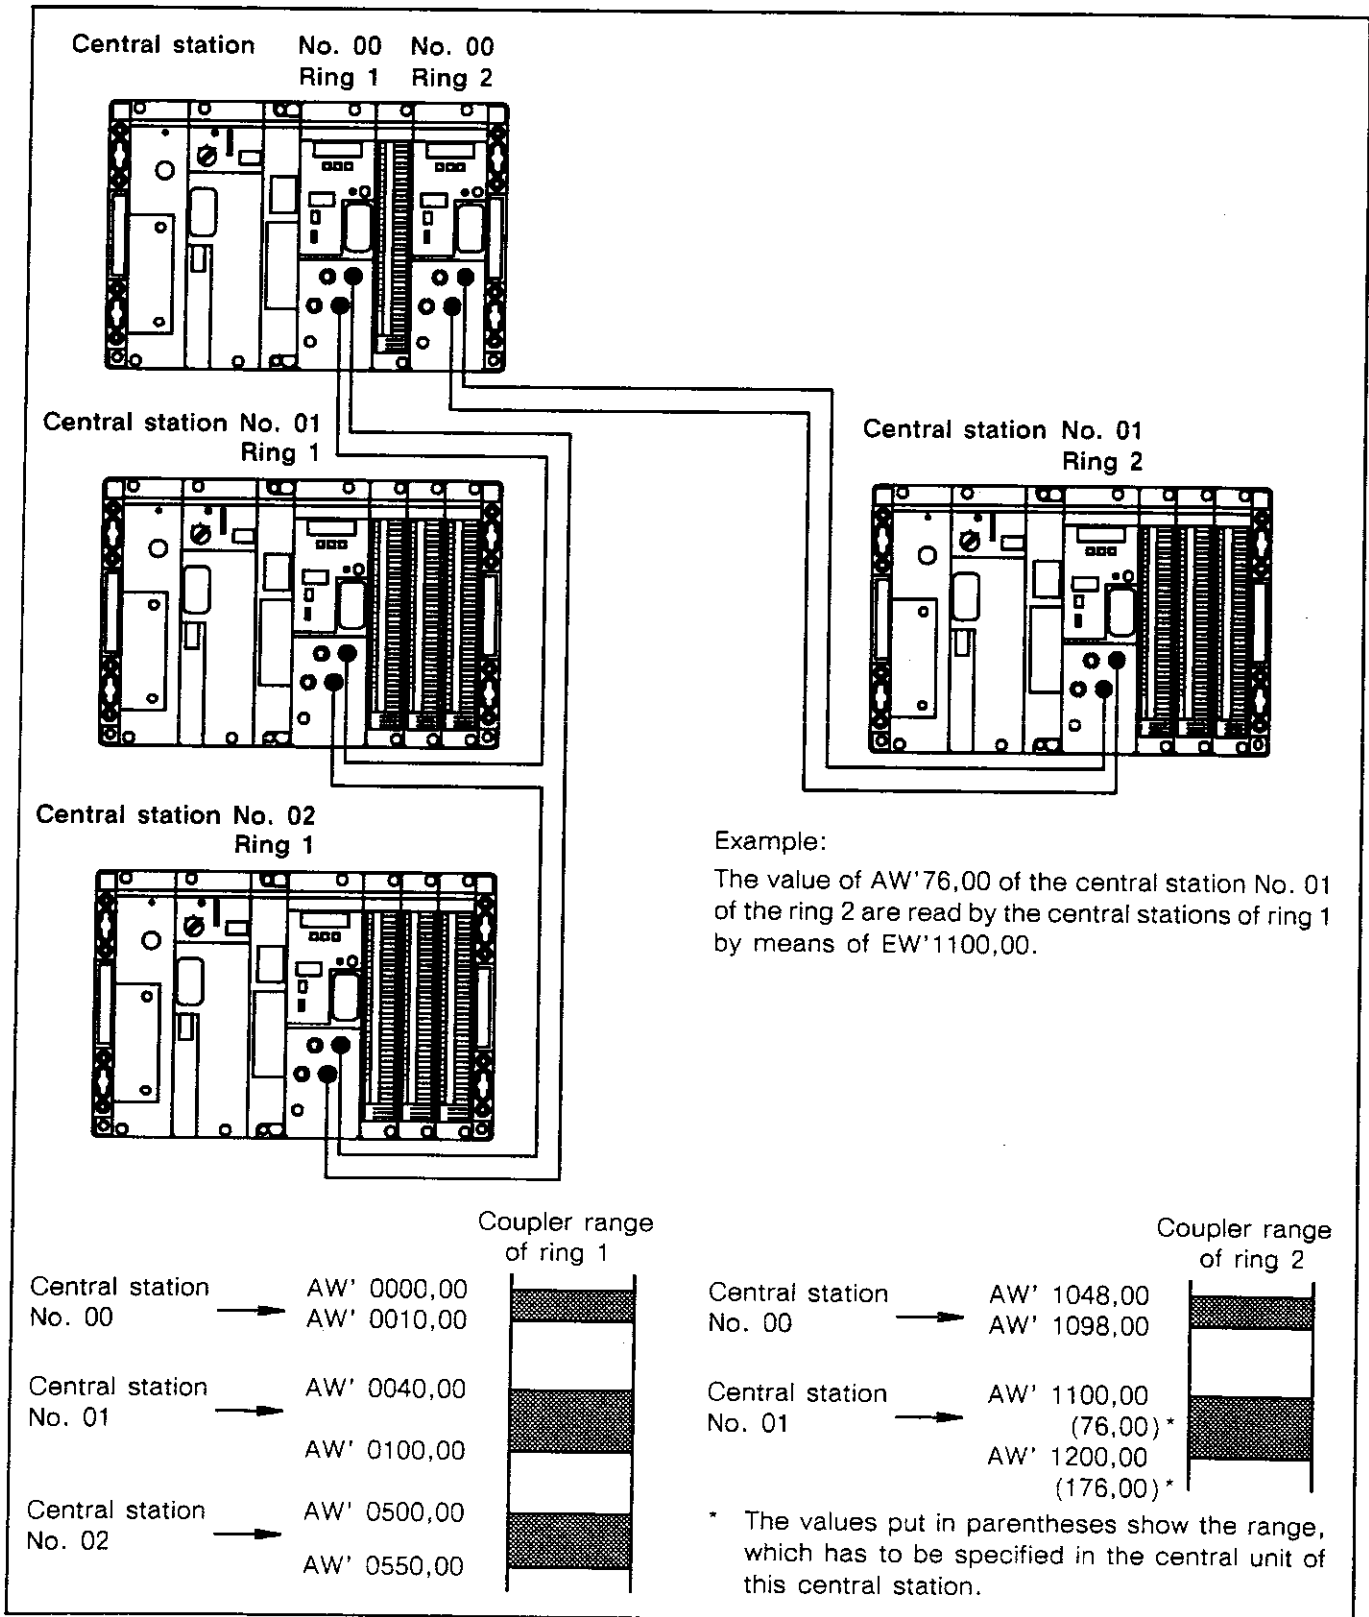 Central station No. 00 No. 00
Ring 1 Ring 2
Central station No. 01
Ring 1
Central station No. 01
Ring 2
Central station No. 02
Ring 1
Example:
The value of AW'76,00 of the central station No. 01
of the ring 2 are read by the central stations of ring 1
by means of EW'1100,00.
Coupler range
of ring 1
Central station
No. 00
AW' 0000,00
AW' 0010,00
Central station
No. 01
AW' 0040,00
AW' 0100,00
Central station
No. 02
AW' 0500,00
AW' 0550,00
Coupler range
of ring 2
Central station
No. 00
AW' 1048,00
AW' 1098,00
Central station
No. 01
AW' 1100,00
(76,00)*
AW' 1200,00
(176,00)*
* The values put in parentheses show the range,
which has to be specified in the central unit of
this central station.